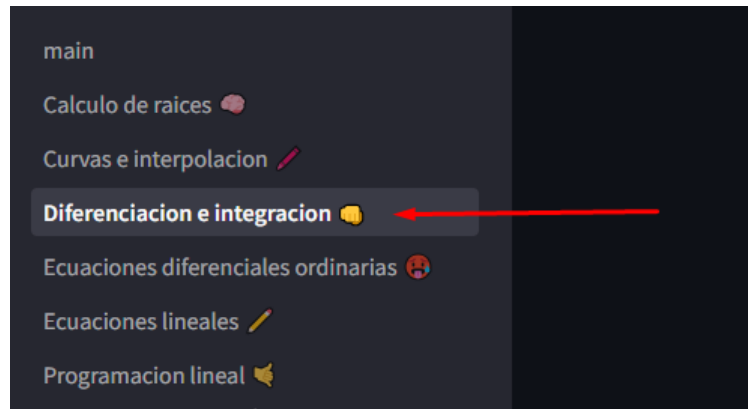 main
Calculo de raices 🧠
Curvas e interpolacion 🖍️
Diferenciacion e integracion 👊
Ecuaciones diferenciales ordinarias 🥵
Ecuaciones lineales ✏️
Programacion lineal 🤙